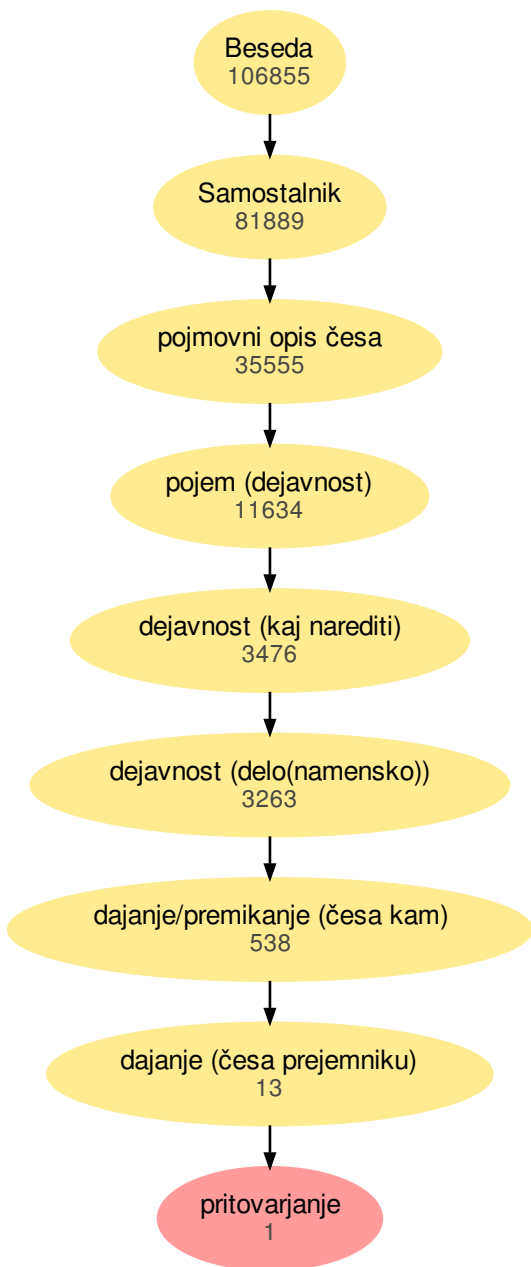 Beseda
106855
Samostalnik
81889
pojmovni opis česa
35555
pojem (dejavnost)
11634
dejavnost (kaj narediti)
3476
dejavnost (delo(namensko))
3263
dajanje/premikanje (česa kam)
538
dajanje (česa prejemniku)
13
pritovarjanje
1